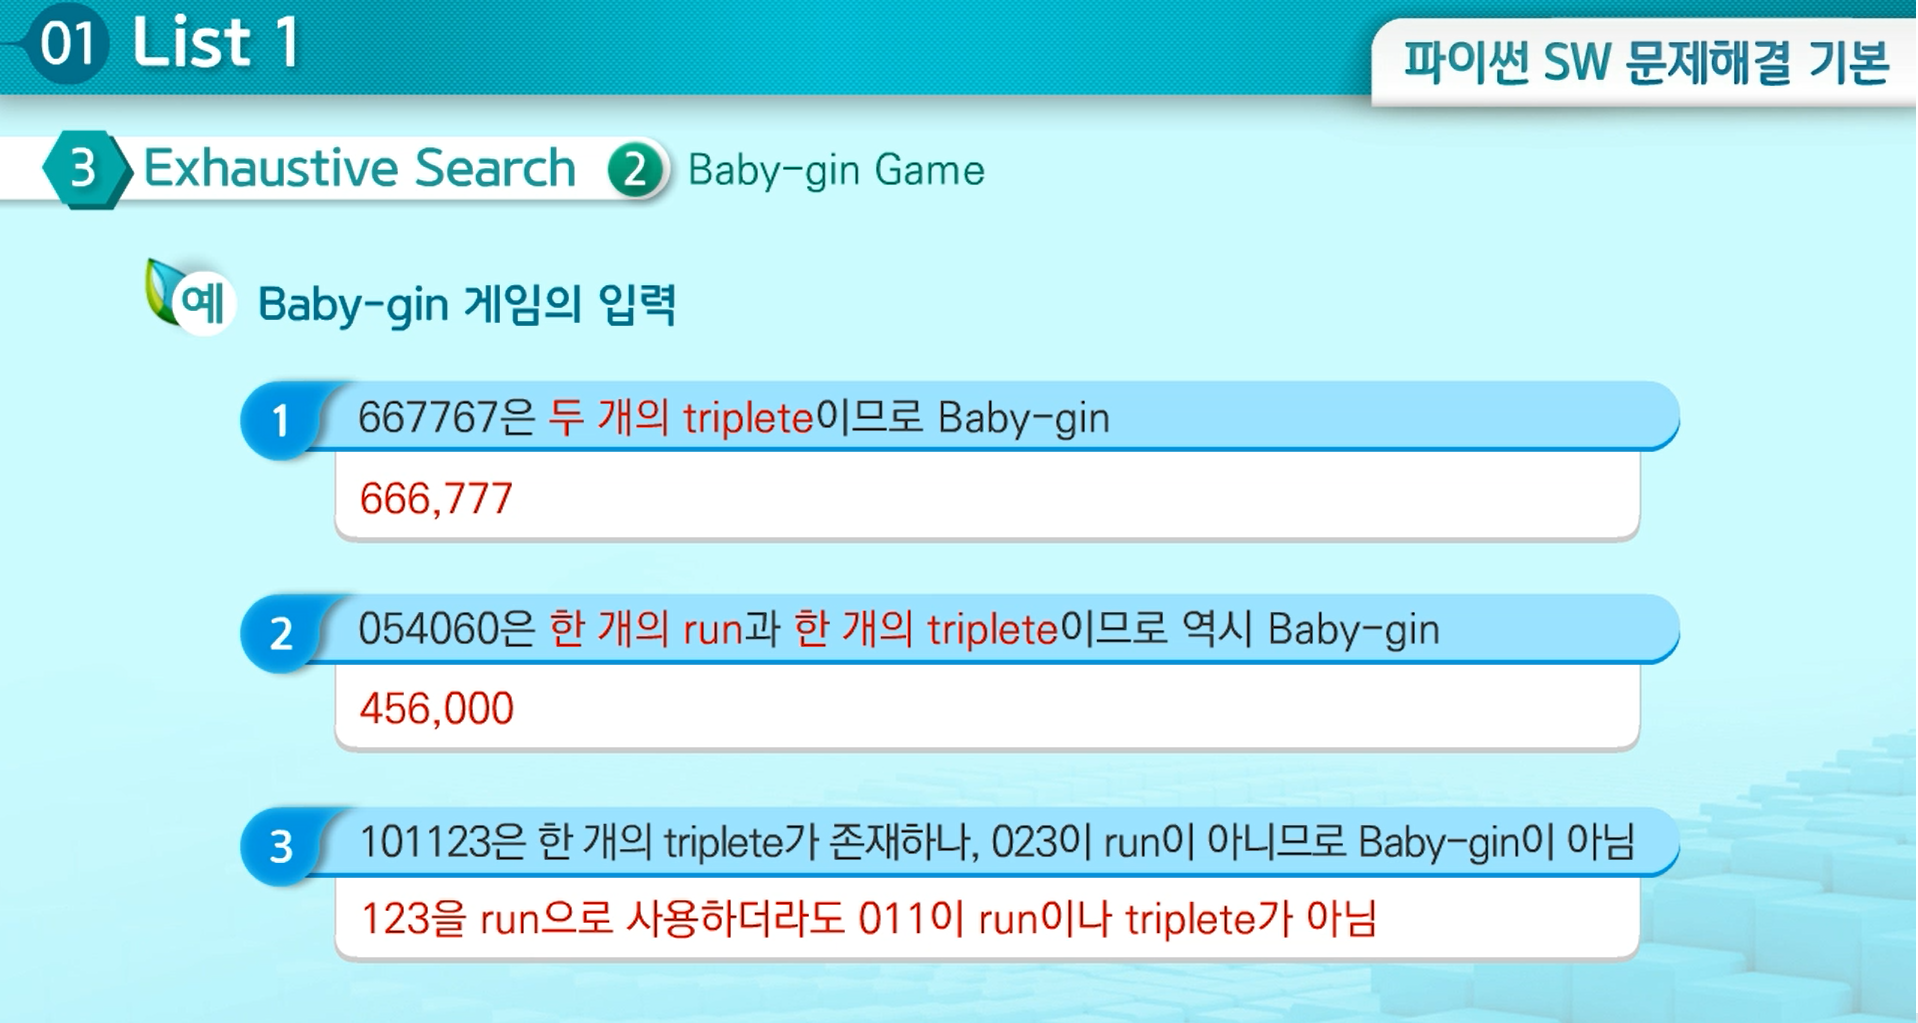 01 List 1
파이썬 SW 문제해결 기본
3 Exhaustive Search 2 Baby-gin Game
예 Baby-gin 게임의 입력
1 667767은 두 개의 triplete이므로 Baby-gin
666,777
2 054060은 한 개의 run과 한 개의 triplete이므로 역시 Baby-gin
456,000
3 101123은 한 개의 triplete가 존재하나, 023이 run이 아니므로 Baby-gin이 아님
123을 run으로 사용하더라도 011이 run이나 triplete가 아님